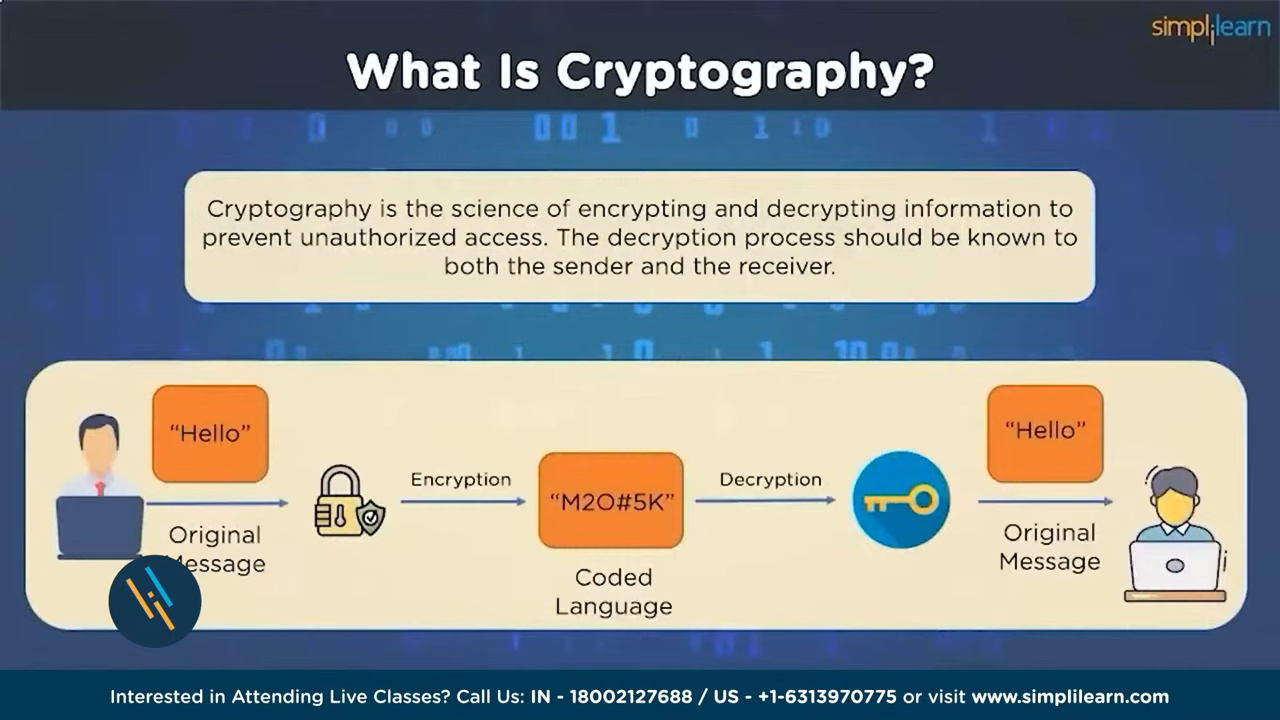 simplilearn
What Is Cryptography?
Cryptography is the science of encrypting and decrypting information to
prevent unauthorized access. The decryption process should be known to
both the sender and the receiver.
“Hello”
Original
Message
Encryption
“M2O#5K”
Coded
Language
Decryption
“Hello”
Original
Message
Interested in Attending Live Classes? Call Us: IN - 18002127688 / US - +1-6313970775 or visit www.simplilearn.com